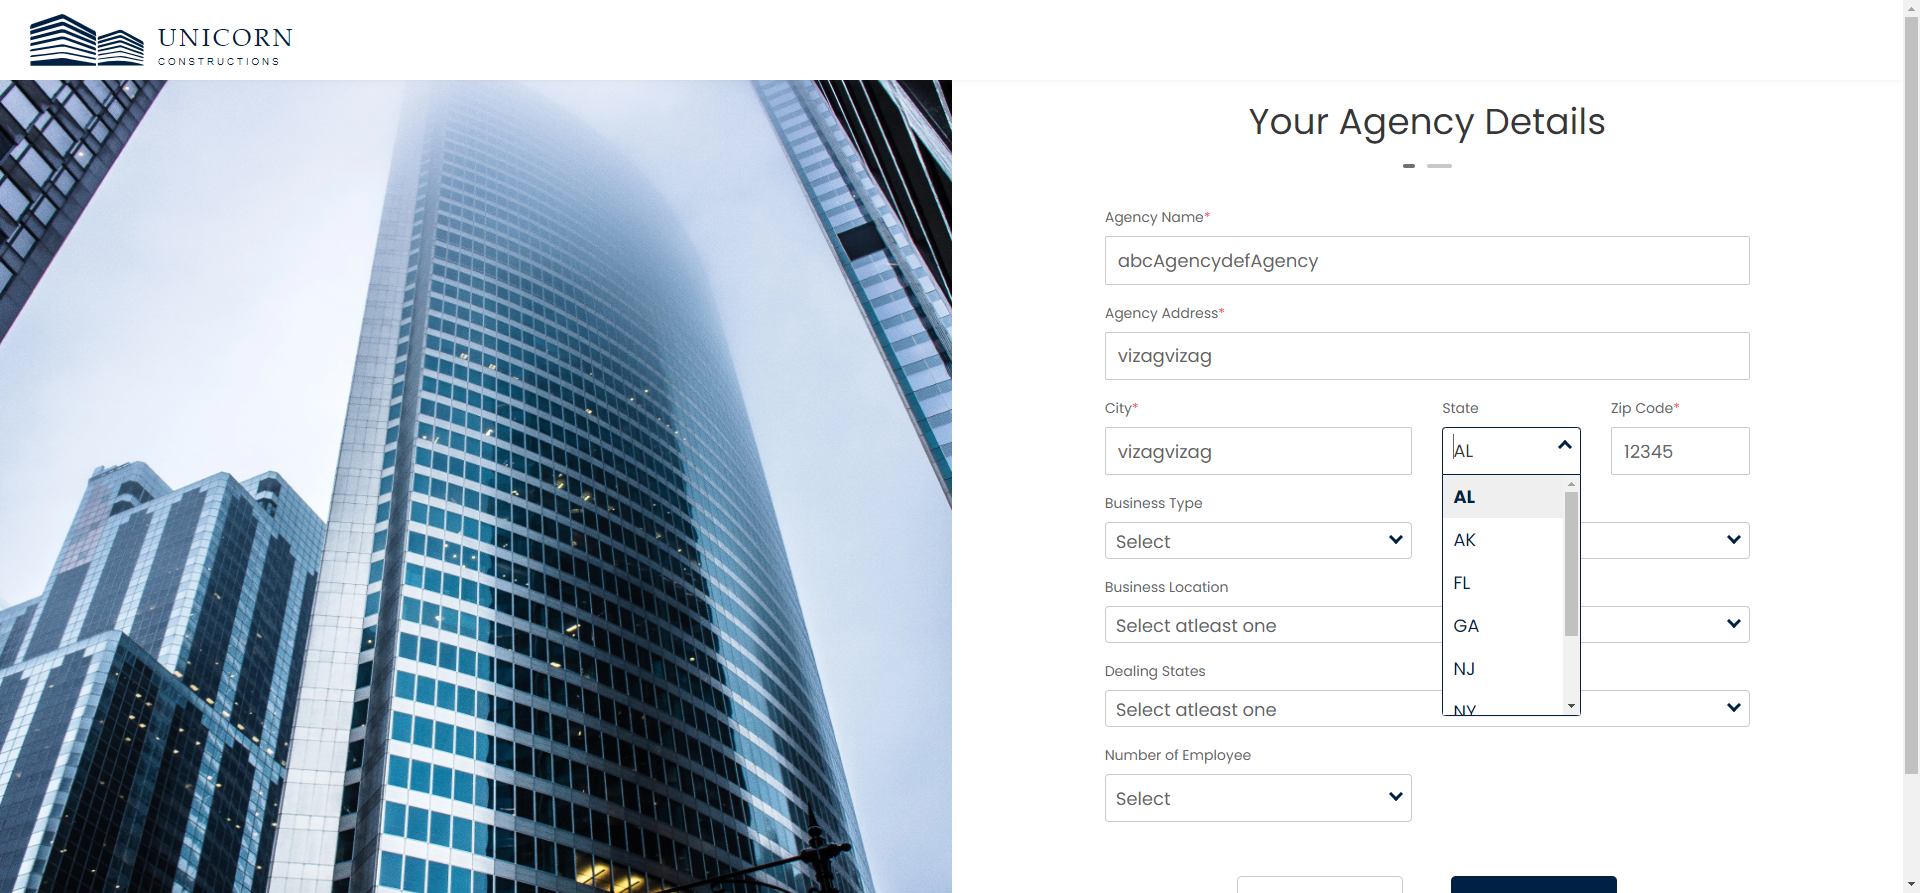 UNICORN
CONSTRUCTIONS
Your Agency Details
Agency Name*
abcAgencydefAgency
Agency Address*
vizagvizag
City*
State
Zip Code*
vizagvizag
AL
12345
AL
AK
FL
GA
NJ
NY
Business Type
Select
Business Location
Select atleast one
Dealing States
Select atleast one
Number of Employee
Select